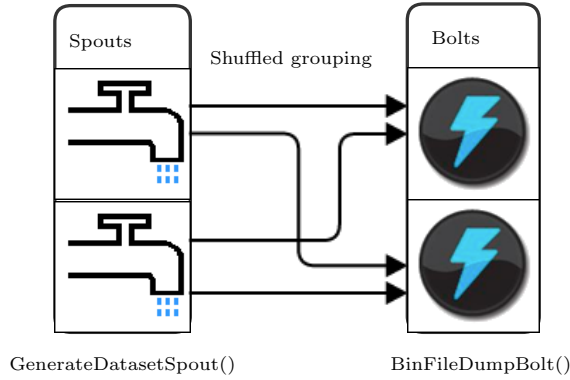 Spouts
Shuffled grouping
Bolts
GenerateDatasetSpout()
BinFileDumpBolt()